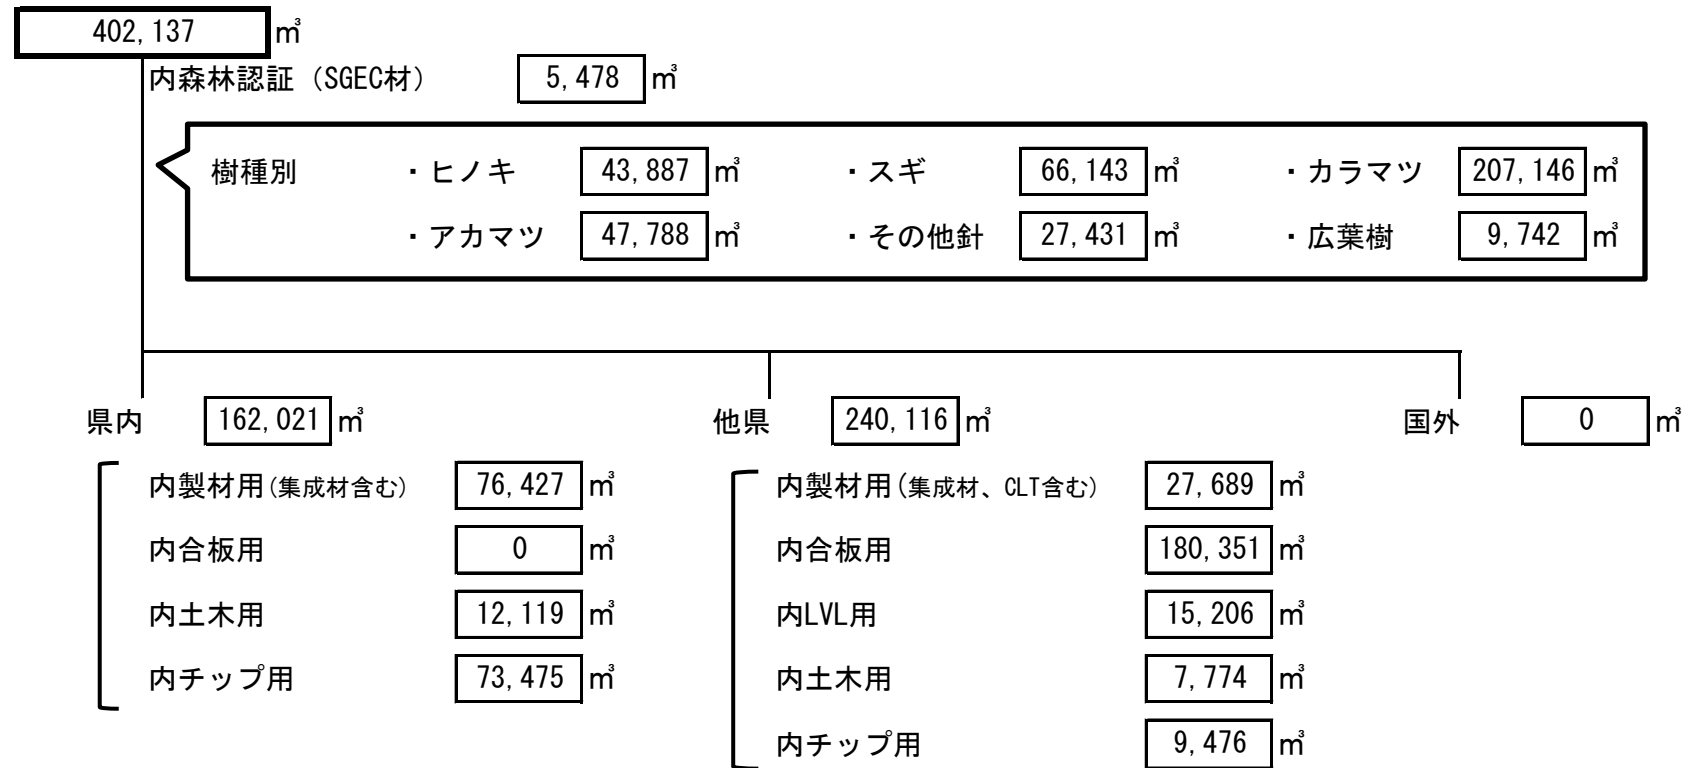 402,137 ㎥
内森林認証（SGEC材） 5,478 ㎥
樹種別 ・ヒノキ 43,887 ㎥ ・スギ 66,143 ㎥ ・カラマツ 207,146 ㎥
・アカマツ 47,788 ㎥ ・その他針 27,431 ㎥ ・広葉樹 9,742 ㎥
県内 162,021 ㎥ 他県 240,116 ㎥ 国外 0 ㎥
内製材用(集成材含む) 76,427 ㎥ 内製材用(集成材、CLT含む) 27,689 ㎥
内合板用 0 ㎥ 内合板用 180,351 ㎥
内土木用 12,119 ㎥ 内LVL用 15,206 ㎥
内チップ用 73,475 ㎥ 内土木用 7,774 ㎥
内チップ用 9,476 ㎥